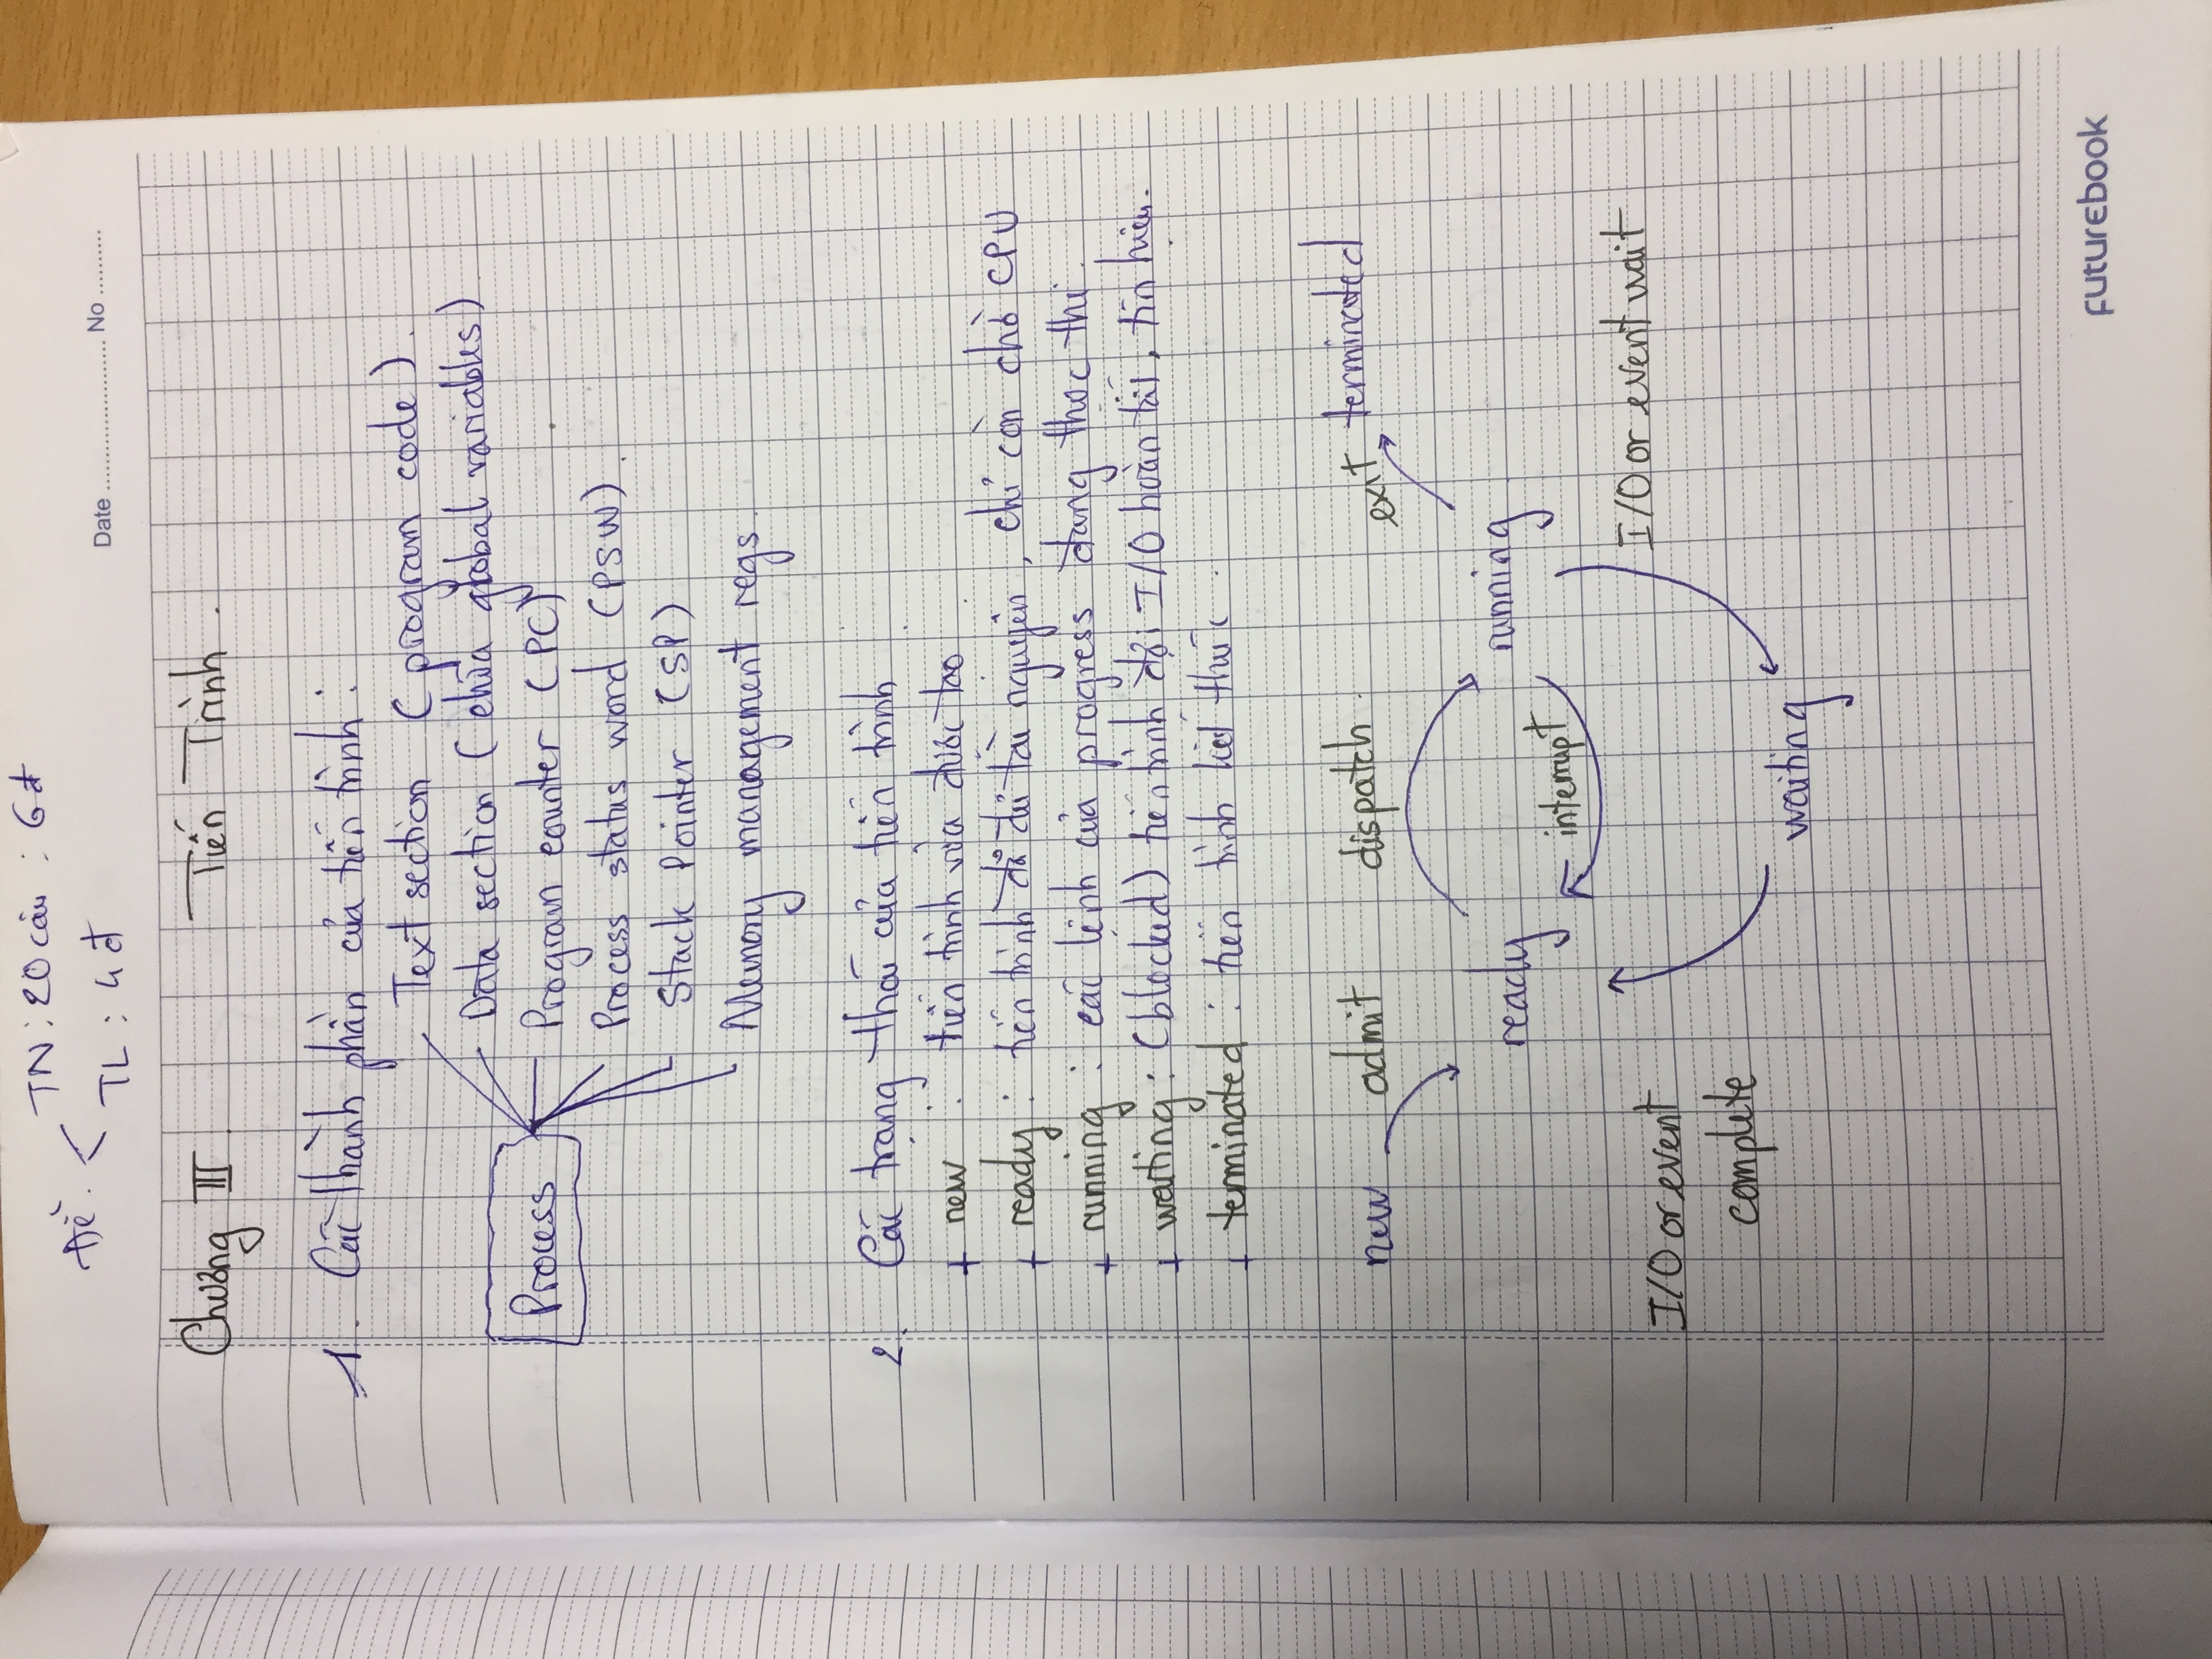 Đề: < TN: 20 câu : 6đ
TL : 4 đ
Date ........................ No ..........
Chương III. Tiến Trình.
1. Các thành phần của tiến trình :
Process
Text section ( program code ).
Data section ( chứa global variables )
Program counter (PC)
Process status word (PSW).
Stack Pointer (SP)
Memory management regs.
2. Các trạng thái của tiến trình
+ new : tiến trình vừa được tạo
+ ready : tiến trình đã đủ tài nguyên, chỉ còn chờ CPU
+ running : các lệnh của progress đang thực thi.
+ waiting : (blocked) tiến trình đợi I/O hoàn tất, tín hiệu.
+ terminated : tiến trình kết thúc.
new admit dispatch exit terminated
ready running
interrupt
I/O or event wait
I/O or event
complete
waiting
FUTUREBOOK